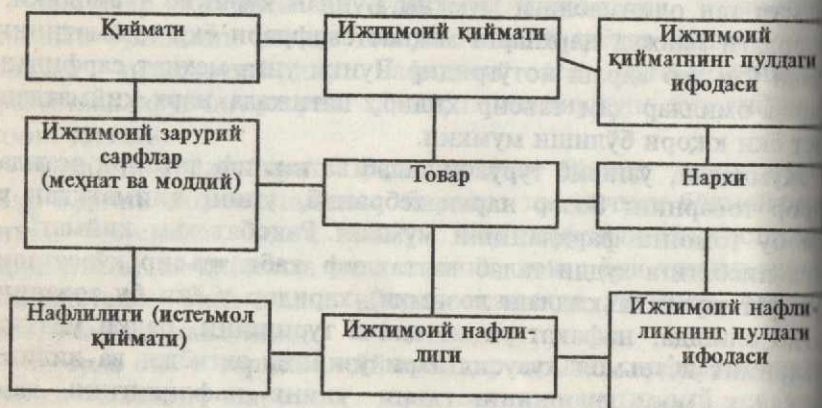 Қиймати
Ижтимоий қиймати
Ижтимоий
қийматнинг пулдаги
ифодаси
Ижтимоий зарурий
сарфлар
(меҳнат ва моддий)
Товар
Нархи
Нафлилиги (истеъмол
қиймати)
Ижтимоий нафли-
лиги
Ижтимоий нафли-
ликнинг пулдаги
ифодаси